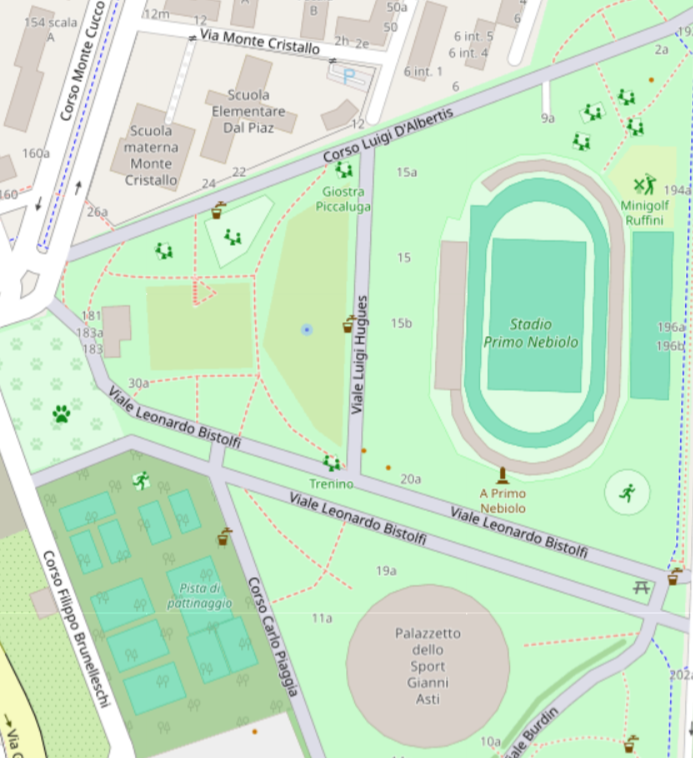 154 scala
A
Corso Monte Cucco
12m
12
B
50a
50
Via Monte Cristallo
2h
2e
P
6 int. 5
6 int. 4
6 int. 1
6
4
6
2a
9a
Scuola
Elementare
Dal Piaz
Scuola
materna
Monte
Cristallo
160a
160
12
22
24
26a
Corso Luigi D'Albertis
Giostra
Piccaluga
15a
15
15b
Minigolf
Ruffini
194a
196a
196b
Stadio
Primo Nebiolo
Viale Luigi Hugues
181
183a
183
30a
Viale Leonardo Bistolfi
Trenino
20a
A Primo
Nebiolo
Viale Leonardo Bistolfi
Viale Leonardo Bistolfi
19a
11a
Pista di
pattinaggio
Corso Carlo Piaggia
Corso Filippo Brunelleschi
Palazzetto
dello
Sport
Gianni
Asti
202a
10a
ale Burdin
Via G